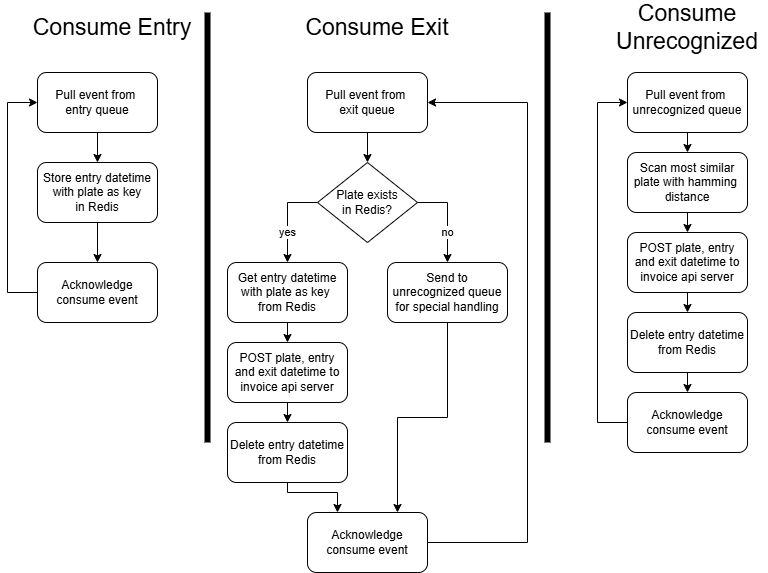 Consume Entry
Pull event from
entry queue
Store entry datetime
with plate as key
in Redis
Acknowledge
consume event
Consume Exit
Pull event from
exit queue
Plate exists
in Redis?
yes
no
Get entry datetime
with plate as key
from Redis
Send to
unrecognized queue
for special handling
POST plate, entry
and exit datetime to
invoice api server
Delete entry datetime
from Redis
Acknowledge
consume event
Consume
Unrecognized
Pull event from
unrecognized queue
Scan most similar
plate with hamming
distance
POST plate, entry
and exit datetime to
invoice api server
Delete entry datetime
from Redis
Acknowledge
consume event